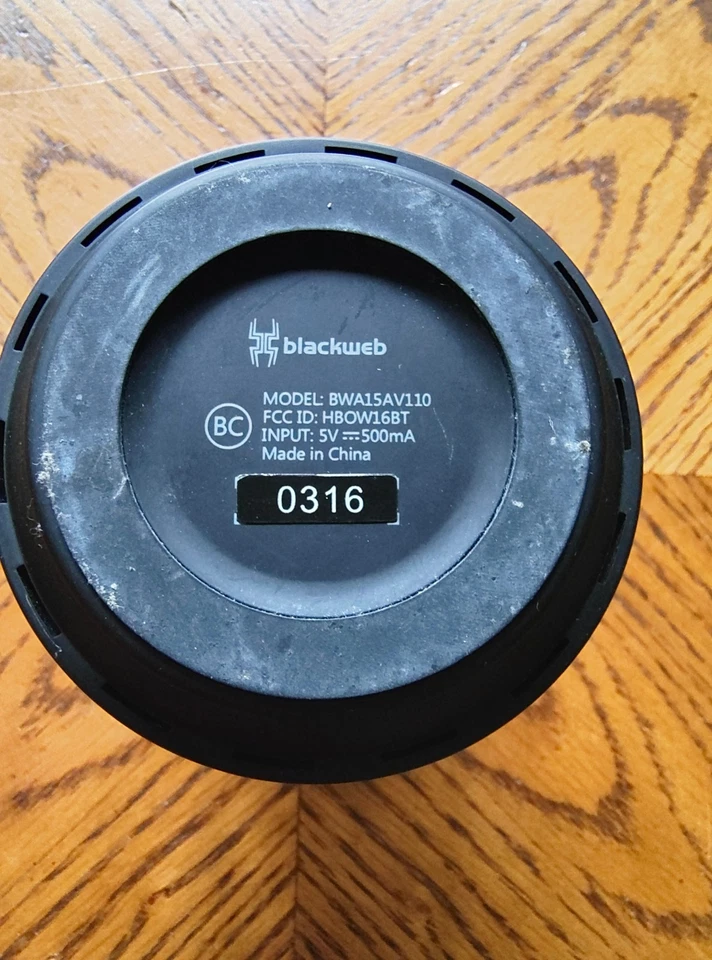 blackweb
MODEL: BWA15AV110
FCC ID: HBOW16BT
BC
INPUT: 5V⎓500mA
Made in China
0316